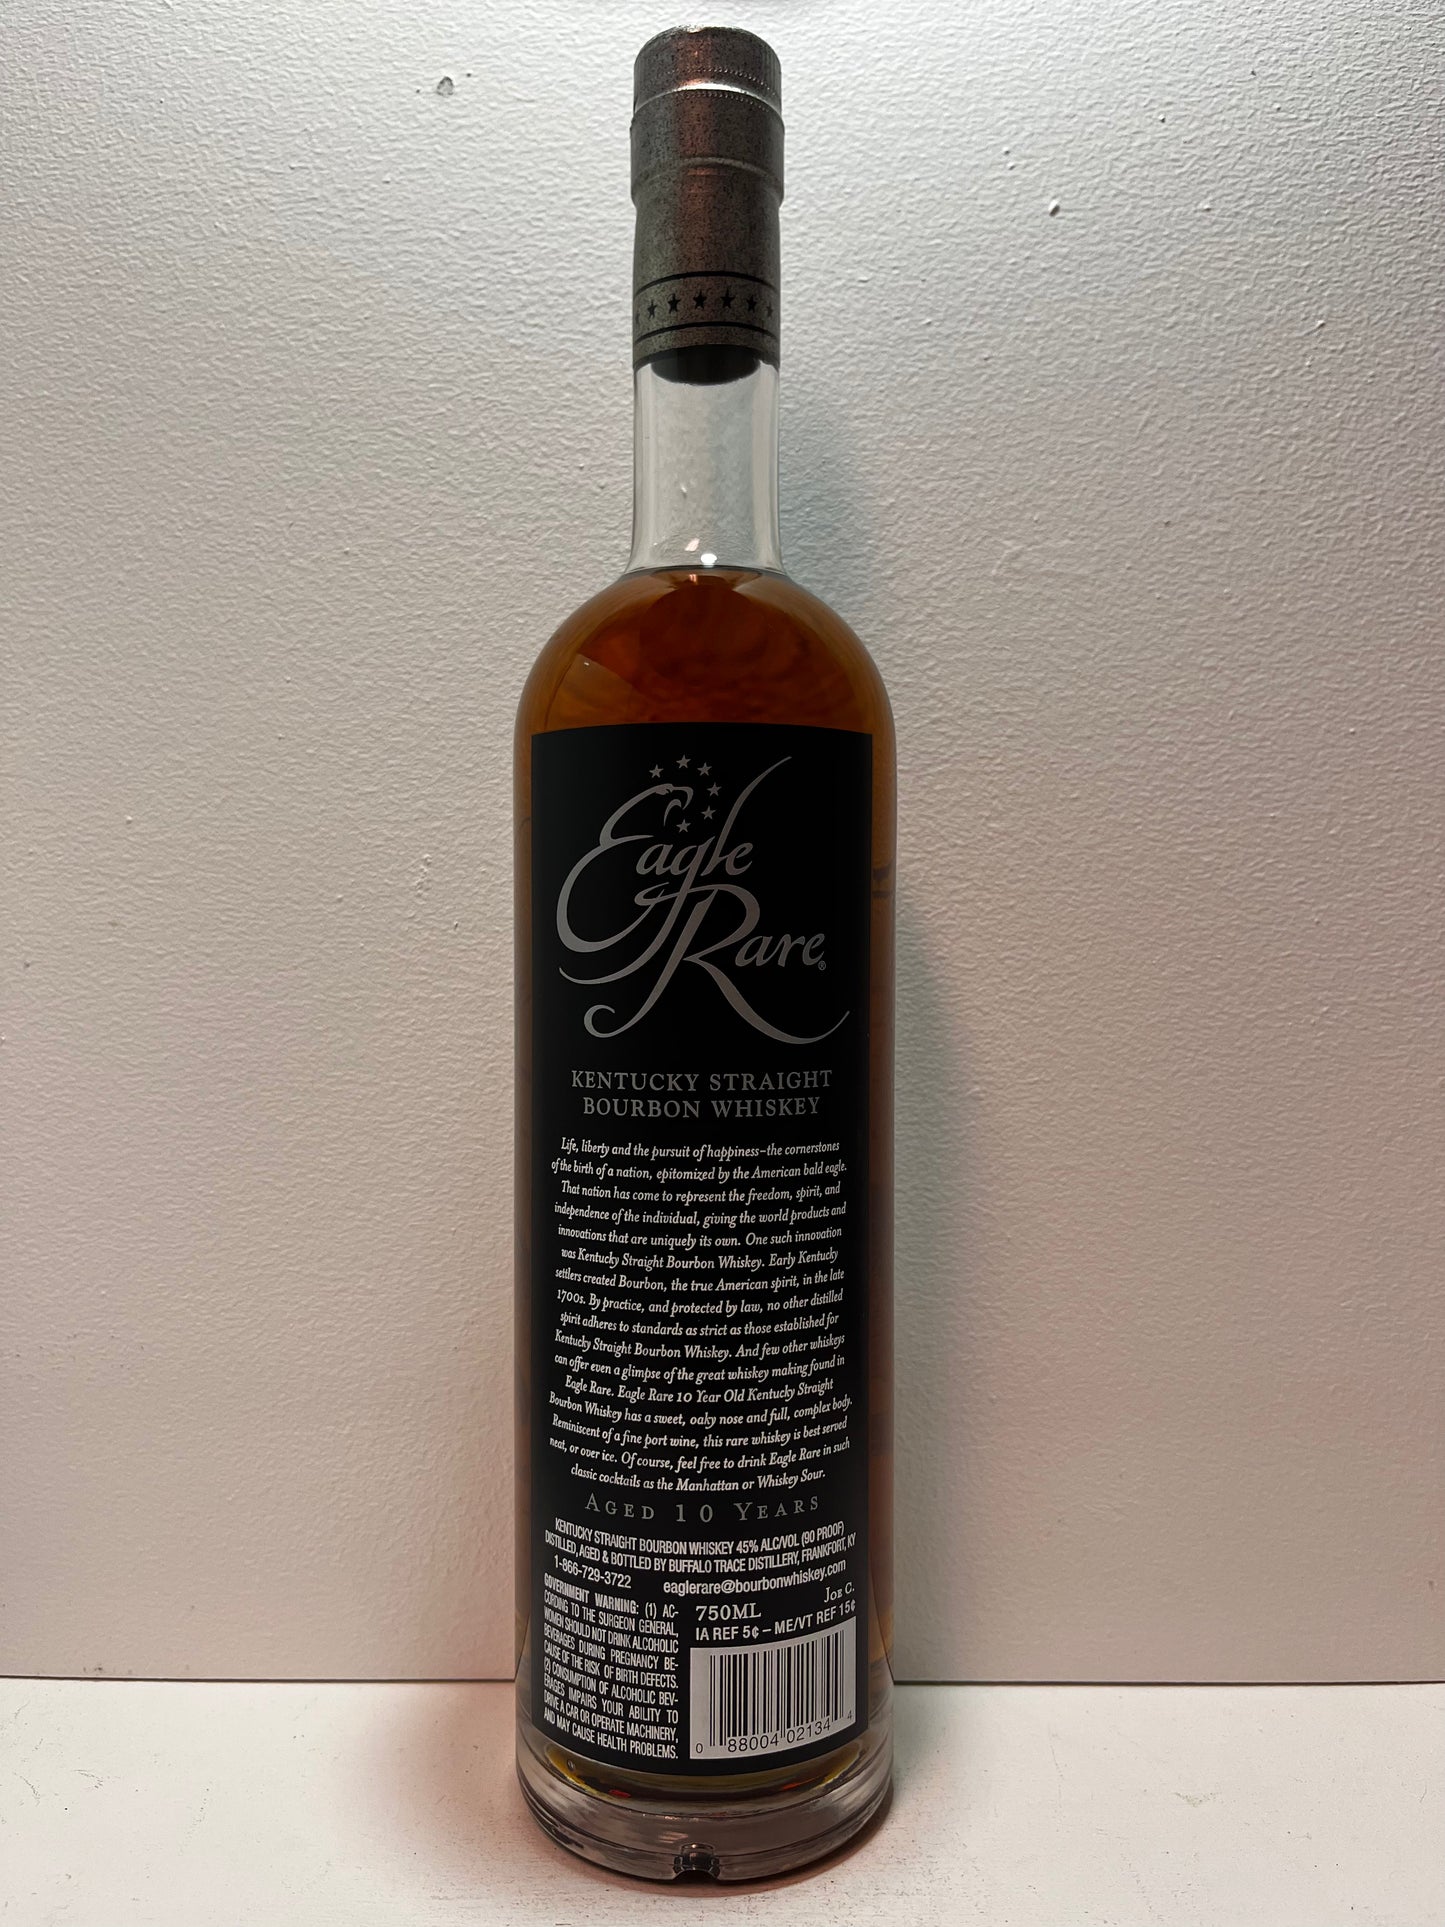 Eagle
Rare®
KENTUCKY STRAIGHT
BOURBON WHISKEY
Life, liberty and the pursuit of happiness–the cornerstones
of the birth of a nation, epitomized by the American bald eagle.
That nation has come to represent the freedom, spirit, and
independence of the individual, giving the world products and
innovations that are uniquely its own. One such innovation
was Kentucky Straight Bourbon Whiskey. Early Kentucky
settlers created Bourbon, the true American spirit, in the late
1700s. By practice, and protected by law, no other distilled
spirit adheres to standards as strict as those established for
Kentucky Straight Bourbon Whiskey. And few other whiskeys
can offer even a glimpse of the great whiskey making found in
Eagle Rare. Eagle Rare 10 Year Old Kentucky Straight
Bourbon Whiskey has a sweet, oaky nose and full, complex body.
Reminiscent of a fine port wine, this rare whiskey is best served
neat, or over ice. Of course, feel free to drink Eagle Rare in such
classic cocktails as the Manhattan or Whiskey Sour.
AGED 10 YEARS
KENTUCKY STRAIGHT BOURBON WHISKEY 45% ALC/VOL (90 PROOF)
DISTILLED, AGED & BOTTLED BY BUFFALO TRACE DISTILLERY, FRANKFORT, KY
1-866-729-3722 eaglerare@bourbonwhiskey.com
GOVERNMENT WARNING: (1) AC-
CORDING TO THE SURGEON GENERAL,
WOMEN SHOULD NOT DRINK ALCOHOLIC
BEVERAGES DURING PREGNANCY BE-
CAUSE OF THE RISK OF BIRTH DEFECTS.
(2) CONSUMPTION OF ALCOHOLIC BEV-
ERAGES IMPAIRS YOUR ABILITY TO
DRIVE A CAR OR OPERATE MACHINERY,
AND MAY CAUSE HEALTH PROBLEMS.
750ML JOE C.
IA REF 5¢ – ME/VT REF 15¢
0 88004 02134 4